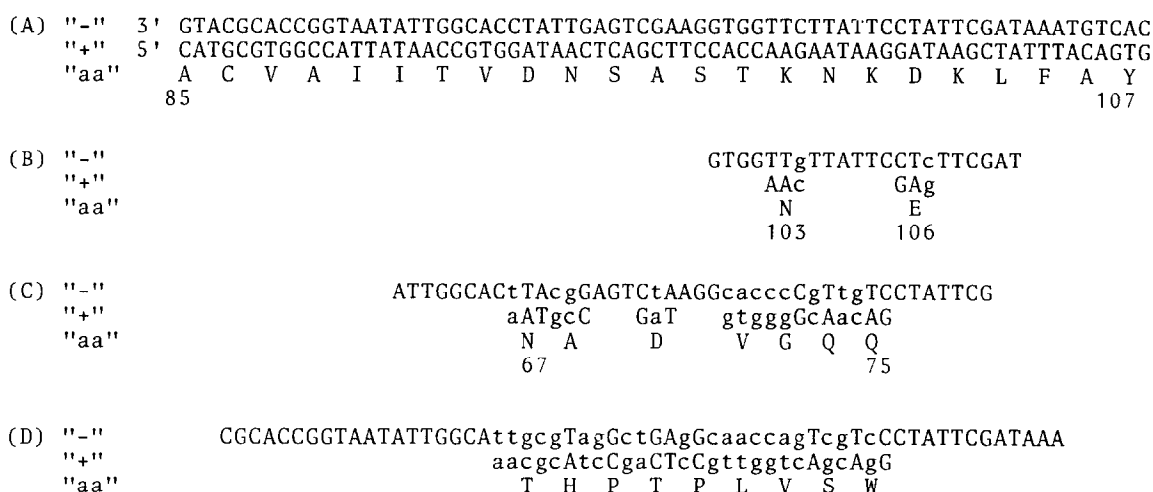 (A) "-" 3' GTACGCACCGGTAATATTGGCACCTATTGAGTCGAAGGTGGTTCTTATTCCTATTCGATAAATGTCAC
"+" 5' CATGCGTGGCCATTATAACCGTGGATAACTCAGCTTCCACCAAGAATAAGGATAAGCTATTTACAGTG
"aa" A C V A I I T V D N S A S T K N K D K L F A Y
85 107
(B) "-" GTGGTTgTTATTCCTcTTCGAT
"+" AAc GAg
"aa" N E
103 106
(C) "-" ATTGGCACtTAcgGAGTCtAAGGcacccCgTtgTCCTATTCG
"+" aATgcC GaT gtgggGcAacAG
"aa" N A D V G Q Q
67 75
(D) "-" CGCACCGGTAATATTGGCAttgcgTagGctGAgGcaaccagTcgTcCCTATTCGATAAA
"+" aacgcAtcCgaCTcCgttggtcAgcAgG
"aa" T H P T P L V S W